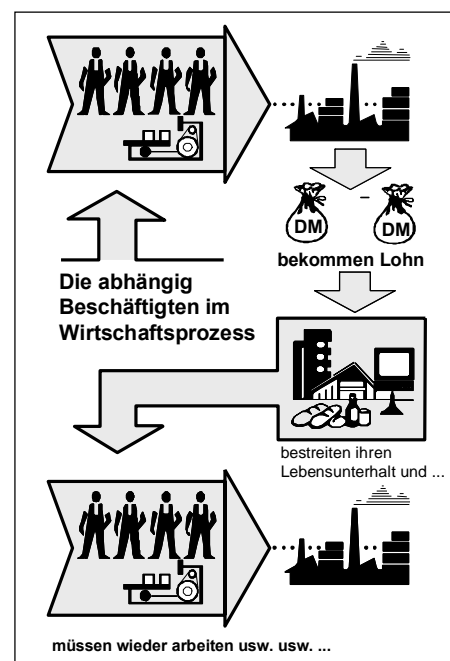 DM
DM
bekommen Lohn
Die abhängig
Beschäftigten im
Wirtschaftsprozess
bestreiten ihren
Lebensunterhalt und ...
müssen wieder arbeiten usw. usw. ...